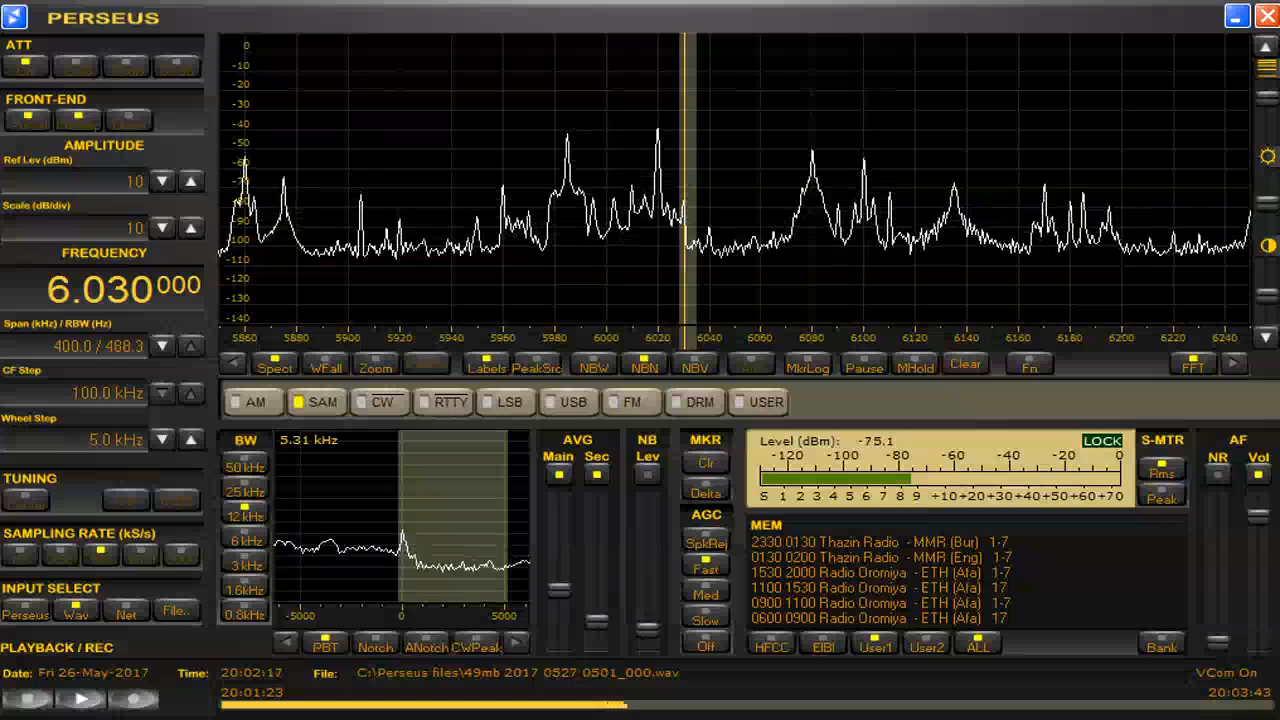 PERSEUS
ATT
FRONT-END
AMPLITUDE
Ref Lev (dBm)
10
Scale (dB/div)
10
FREQUENCY
6.030000
Span (kHz) / RBW (Hz)
400.0 / 488.3
CF Step
100.0 kHz
Wheel Step
5.0 kHz
TUNING
SAMPLING RATE (kS/s)
INPUT SELECT
Perseus Wav Net File..
PLAYBACK / REC
0
-10
-20
-30
-40
-50
-60
-70
-80
-90
-100
-110
-120
-130
-140
5860 5880 5900 5920 5940 5960 5980 6000 6020 6040 6060 6080 6100 6120 6140 6160 6180 6200 6220 6240
Spect WFall Zoom Labels PeakSrc NBW NBN NBV MkrLog Pause MHold Clear Fn FFT
AM SAM CW RTTY LSB USB FM DRM USER
BW
50 kHz
25 kHz
12 kHz
6 kHz
3 kHz
1.6kHz
0.8kHz
5.31 kHz
-5000 0 5000
PBT Notch ANotch CWPeak
AVG
Main Sec
NB
Lev
MKR
Clr
Delta
AGC
SpkRej
Fast
Med
Slow
Off
Level (dBm): -75.1 LOCK
-120 -100 -80 -60 -40 -20 0
S 1 2 3 4 5 6 7 8 9 +10 +20 +30 +40 +50 +60 +70
S-MTR
Rms
Peak
AF
NR Vol
MEM
2330 0130 Thazin Radio - MMR (Bur) 1-7
0130 0200 Thazin Radio - MMR (Eng) 1-7
1530 2000 Radio Oromiya - ETH (Afa) 1-7
1100 1530 Radio Oromiya - ETH (Afa) 17
0900 1100 Radio Oromiya - ETH (Afa) 1-7
0600 0900 Radio Oromiya - ETH (Afa) 17
HFCC EIBI User1 User2 ALL Bank
Date: Fri 26-May-2017 Time: 20:02:17 File: C:\Perseus files\49mb 2017 0527 0501_000.wav VCom On
20:01:23 20:03:43